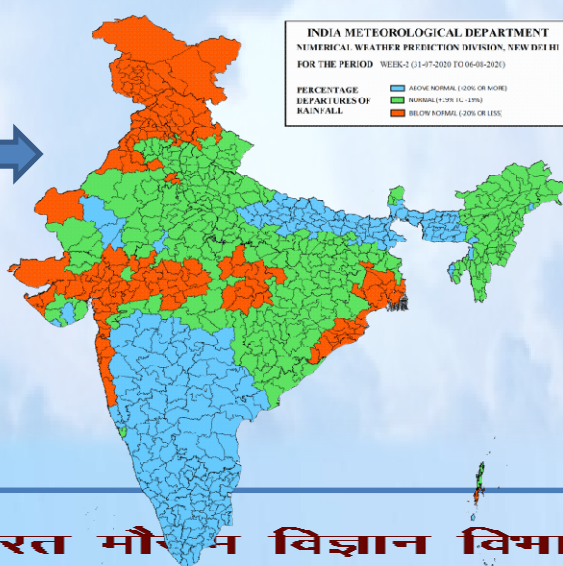 INDIA METEOROLOGICAL DEPARTMENT
NUMERICAL WEATHER PREDICTION DIVISION, NEW DELHI
FOR THE PERIOD WEEK-2 (31-07-2020 TO 06-08-2020)
PERCENTAGE
DEPARTURES OF
RAINFALL
ABOVE NORMAL (+20% OR MORE)
NORMAL (+19% TO -19%)
BELOW NORMAL (-20% OR LESS)
विज्ञान